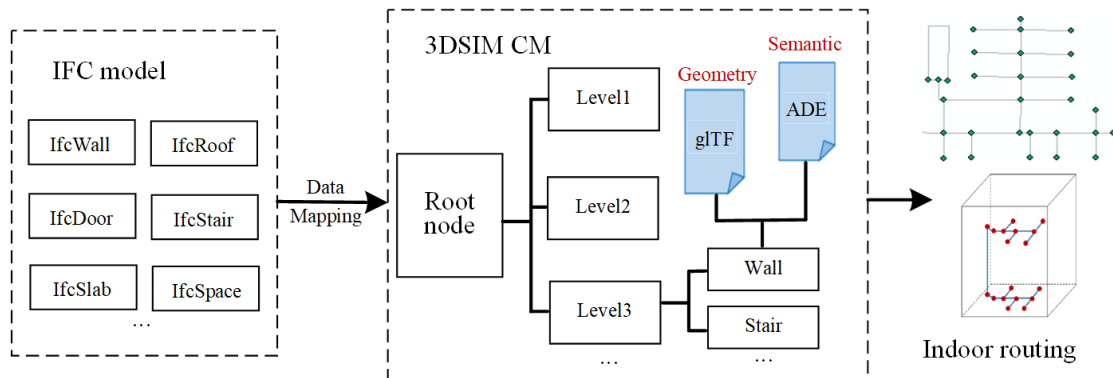 IFC model
IfcWall
IfcRoof
IfcDoor
IfcStair
IfcSlab
IfcSpace
...
Data
Mapping
3DSIM CM
Root
node
Level1
Level2
Level3
...
Geometry
glTF
Semantic
ADE
Wall
Stair
...
Indoor routing